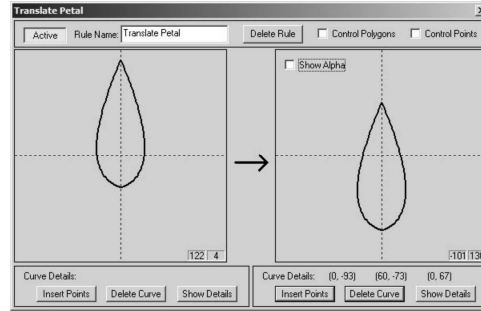 Translate Petal
Active Rule Name: Translate Petal Delete Rule Control Polygons Control Points
Show Alpha
122 4
-101
Curve Details:
Insert Points Delete Curve Show Details
Curve Details: (0, -93) (60, -73) (0, 67)
Insert Points Delete Curve Show Details